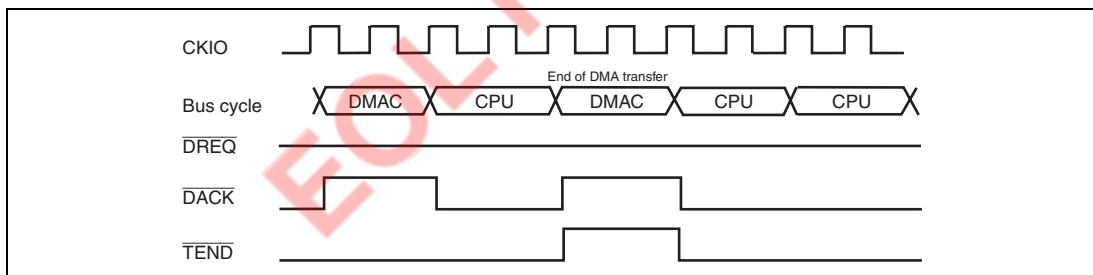 CKIO
End of DMA transfer
Bus cycle DMAC CPU DMAC CPU CPU
DREQ
DACK
TEND
EOL